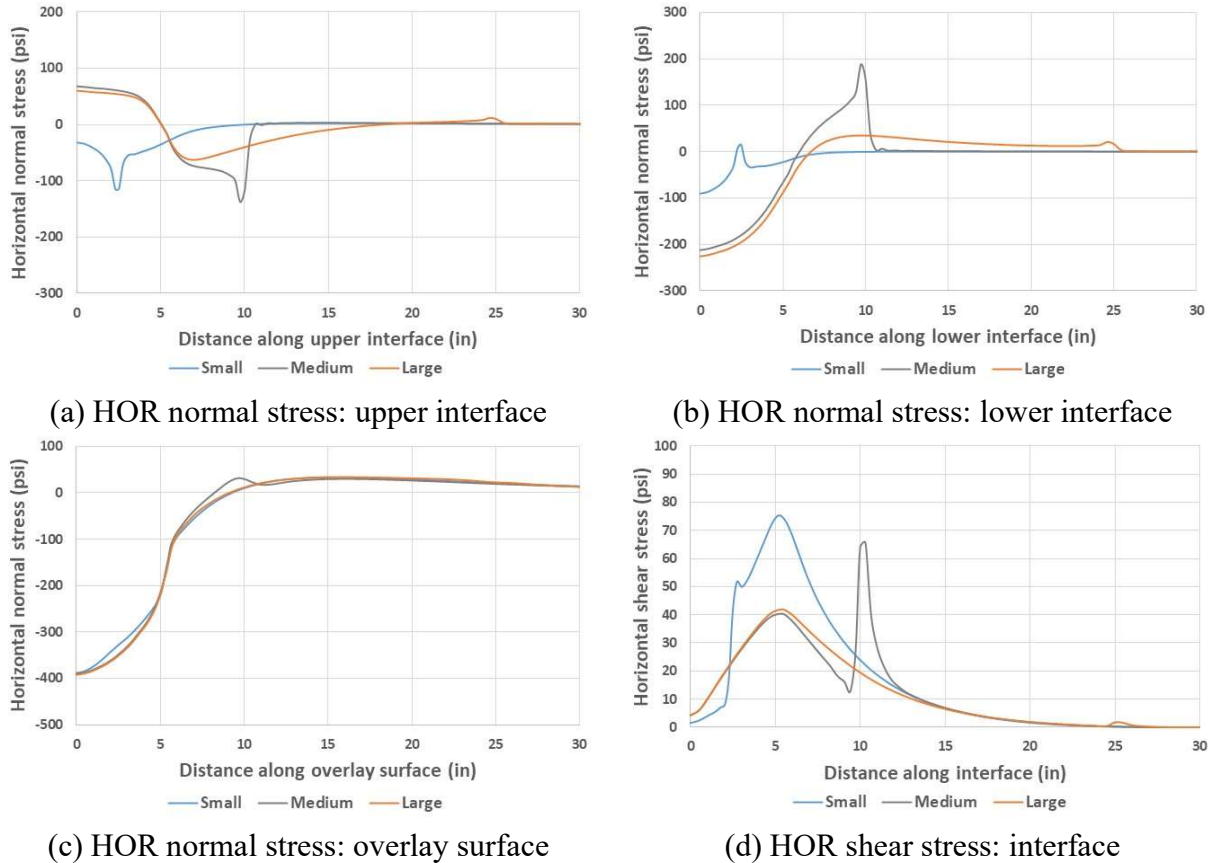 Horizontal normal stress (psi)
200
100
0
-100
-200
-300
0 5 10 15 20 25 30
Distance along upper interface (in)
Small Medium Large
(a) HOR normal stress: upper interface
Horizontal normal stress (psi)
300
200
100
0
-100
-200
-300
0 5 10 15 20 25 30
Distance along lower interface (in)
Small Medium Large
(b) HOR normal stress: lower interface
Horizontal normal stress (psi)
100
0
-100
-200
-300
-400
-500
0 5 10 15 20 25 30
Distance along overlay surface (in)
Small Medium Large
(c) HOR normal stress: overlay surface
Horizontal shear stress (psi)
100
90
80
70
60
50
40
30
20
10
0
0 5 10 15 20 25 30
Distance along interface (in)
Small Medium Large
(d) HOR shear stress: interface